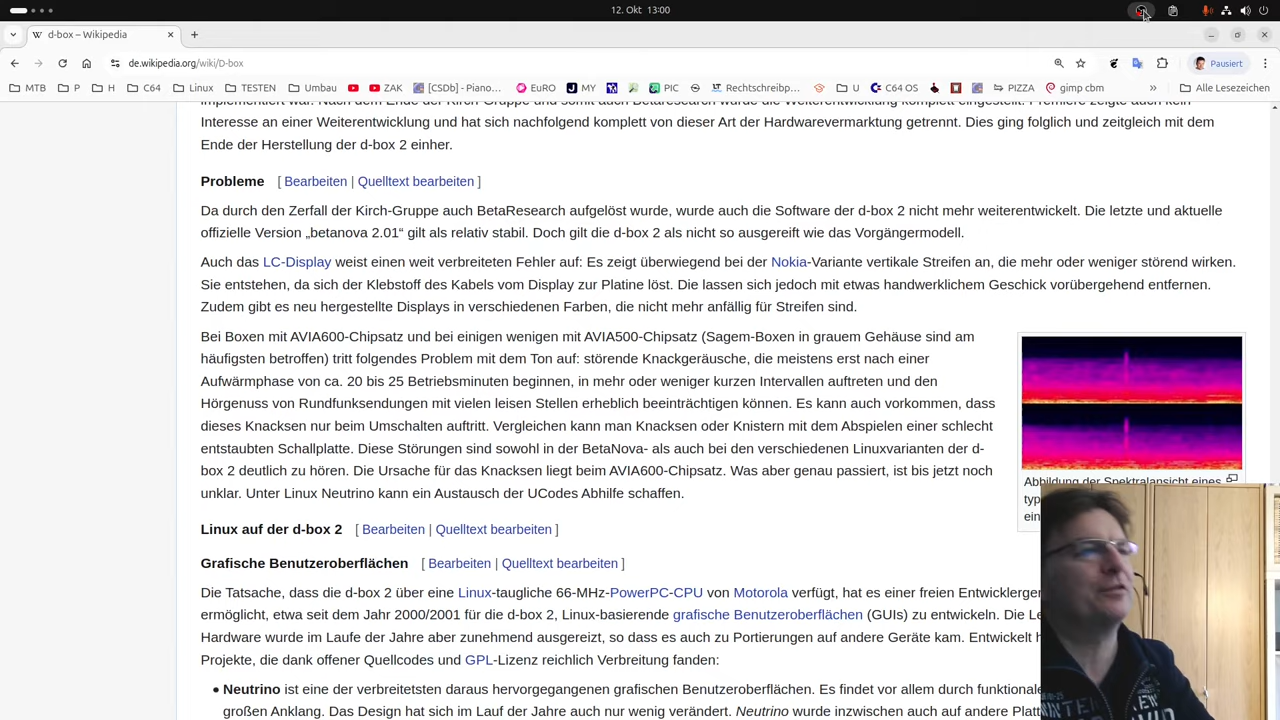 12. Okt 13:00
d-box – Wikipedia
de.wikipedia.org/wiki/D-box
Pausiert
MTB P H C64 Linux TESTEN Umbau ZAK [CSDb] - Piano... EuRO MY PIC Rechtschreibp... U C64 OS PIZZA gimp cbm » Alle Lesezeichen
Interesse an einer Weiterentwicklung und hat sich nachfolgend komplett von dieser Art der Hardwarevermarktung getrennt. Dies ging folglich und zeitgleich mit dem
Ende der Herstellung der d-box 2 einher.
Probleme [ Bearbeiten | Quelltext bearbeiten ]
Da durch den Zerfall der Kirch-Gruppe auch BetaResearch aufgelöst wurde, wurde auch die Software der d-box 2 nicht mehr weiterentwickelt. Die letzte und aktuelle
offizielle Version „betanova 2.01“ gilt als relativ stabil. Doch gilt die d-box 2 als nicht so ausgereift wie das Vorgängermodell.
Auch das LC-Display weist einen weit verbreiteten Fehler auf: Es zeigt überwiegend bei der Nokia-Variante vertikale Streifen an, die mehr oder weniger störend wirken.
Sie entstehen, da sich der Klebstoff des Kabels vom Display zur Platine löst. Die lassen sich jedoch mit etwas handwerklichem Geschick vorübergehend entfernen.
Zudem gibt es neu hergestellte Displays in verschiedenen Farben, die nicht mehr anfällig für Streifen sind.
Bei Boxen mit AVIA600-Chipsatz und bei einigen wenigen mit AVIA500-Chipsatz (Sagem-Boxen in grauem Gehäuse sind am
häufigsten betroffen) tritt folgendes Problem mit dem Ton auf: störende Knackgeräusche, die meistens erst nach einer
Aufwärmphase von ca. 20 bis 25 Betriebsminuten beginnen, in mehr oder weniger kurzen Intervallen auftreten und den
Hörgenuss von Rundfunksendungen mit vielen leisen Stellen erheblich beeinträchtigen können. Es kann auch vorkommen, dass
dieses Knacksen nur beim Umschalten auftritt. Vergleichen kann man Knacksen oder Knistern mit dem Abspielen einer schlecht
entstaubten Schallplatte. Diese Störungen sind sowohl in der BetaNova- als auch bei den verschiedenen Linuxvarianten der d-
box 2 deutlich zu hören. Die Ursache für das Knacksen liegt beim AVIA600-Chipsatz. Was aber genau passiert, ist bis jetzt noch
unklar. Unter Linux Neutrino kann ein Austausch der UCodes Abhilfe schaffen.
Abbildung der Spektralansicht eines
typ
ein
Linux auf der d-box 2 [ Bearbeiten | Quelltext bearbeiten ]
Grafische Benutzeroberflächen [ Bearbeiten | Quelltext bearbeiten ]
Die Tatsache, dass die d-box 2 über eine Linux-taugliche 66-MHz-PowerPC-CPU von Motorola verfügt, hat es einer freien Entwicklerge
ermöglicht, etwa seit dem Jahr 2000/2001 für die d-box 2, Linux-basierende grafische Benutzeroberflächen (GUIs) zu entwickeln. Die Le
Hardware wurde im Laufe der Jahre aber zunehmend ausgereizt, so dass es auch zu Portierungen auf andere Geräte kam. Entwickelt h
Projekte, die dank offener Quellcodes und GPL-Lizenz reichlich Verbreitung fanden:
• Neutrino ist eine der verbreitetsten daraus hervorgegangenen grafischen Benutzeroberflächen. Es findet vor allem durch funktionale
großen Anklang. Das Design hat sich im Lauf der Jahre auch nur wenig verändert. Neutrino wurde inzwischen auch auf andere Platt